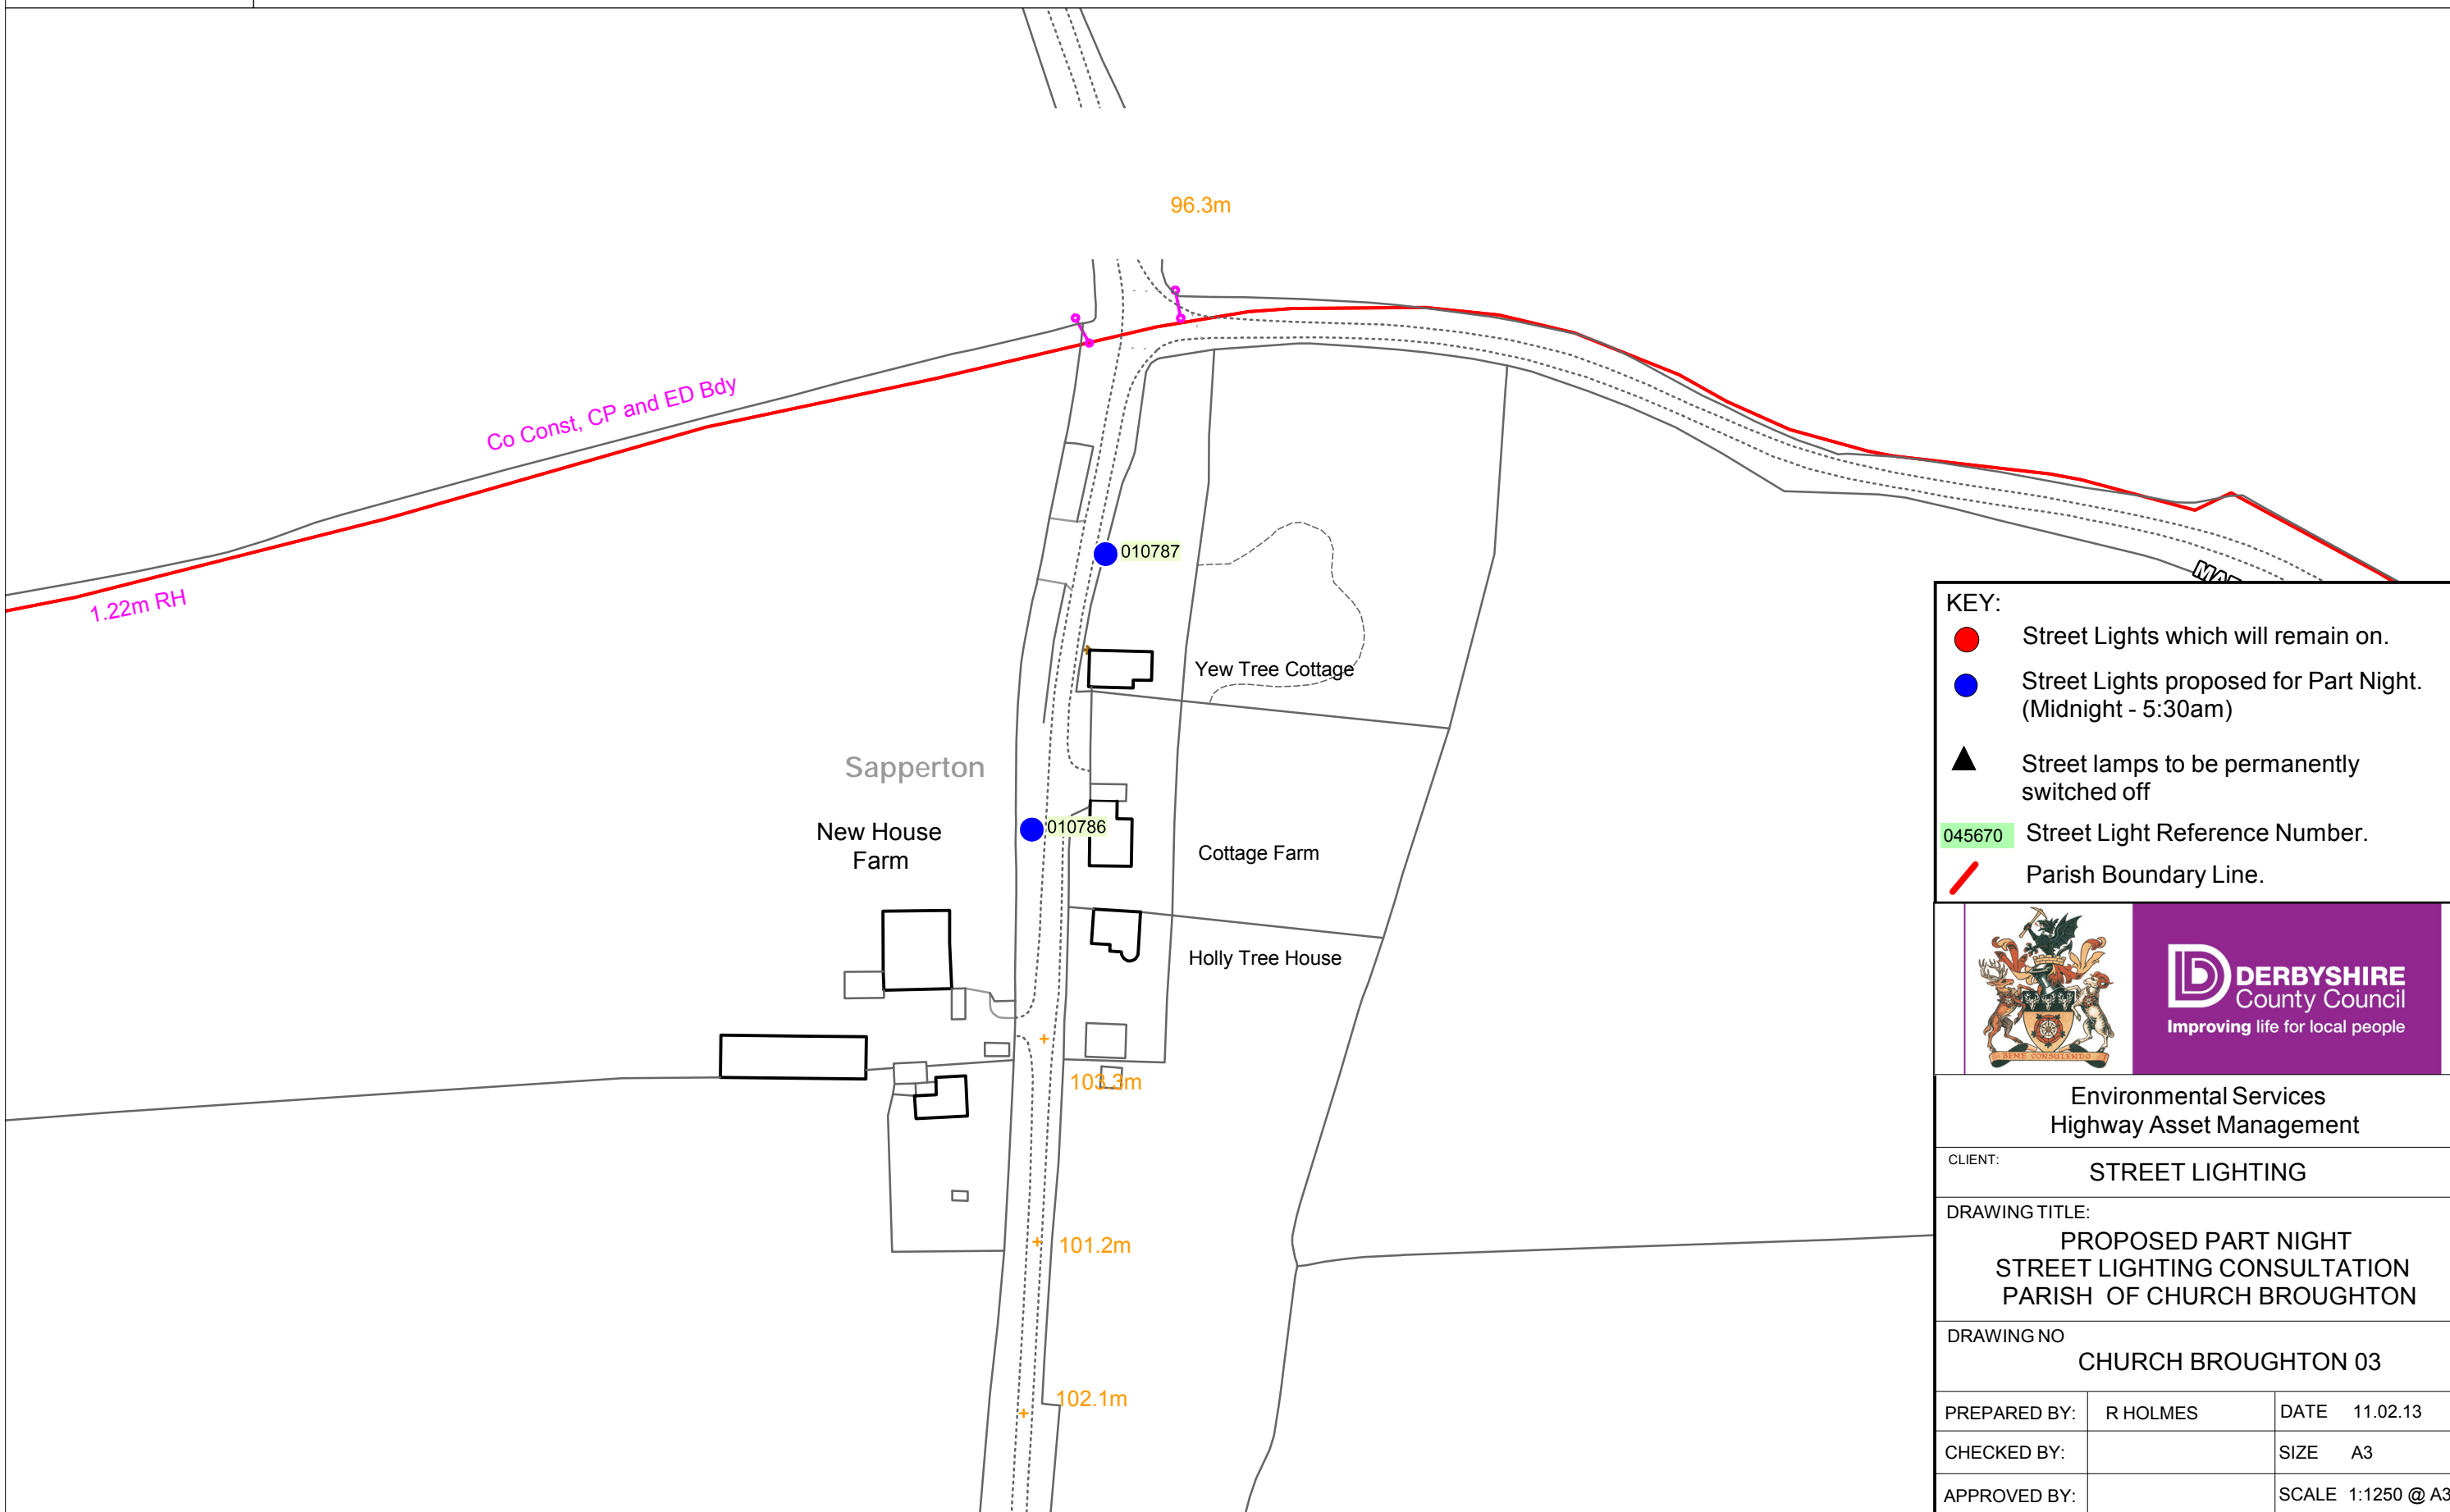 96.3m
Co Const, CP and ED Bdy
1.22m RH
010787
Yew Tree Cottage
Sapperton
New House
Farm
010786
Cottage Farm
Holly Tree House
103.3m
101.2m
102.1m
KEY:
Street Lights which will remain on.
Street Lights proposed for Part Night.
(Midnight - 5:30am)
Street lamps to be permanently
switched off
045670 Street Light Reference Number.
Parish Boundary Line.
BENE CONSULENDO
DERBYSHIRE
County Council
Improving life for local people
Environmental Services
Highway Asset Management
CLIENT:
STREET LIGHTING
DRAWING TITLE:
PROPOSED PART NIGHT
STREET LIGHTING CONSULTATION
PARISH OF CHURCH BROUGHTON
DRAWING NO
CHURCH BROUGHTON 03
PREPARED BY: R HOLMES DATE 11.02.13
CHECKED BY: SIZE A3
APPROVED BY: SCALE 1:1250 @ A3